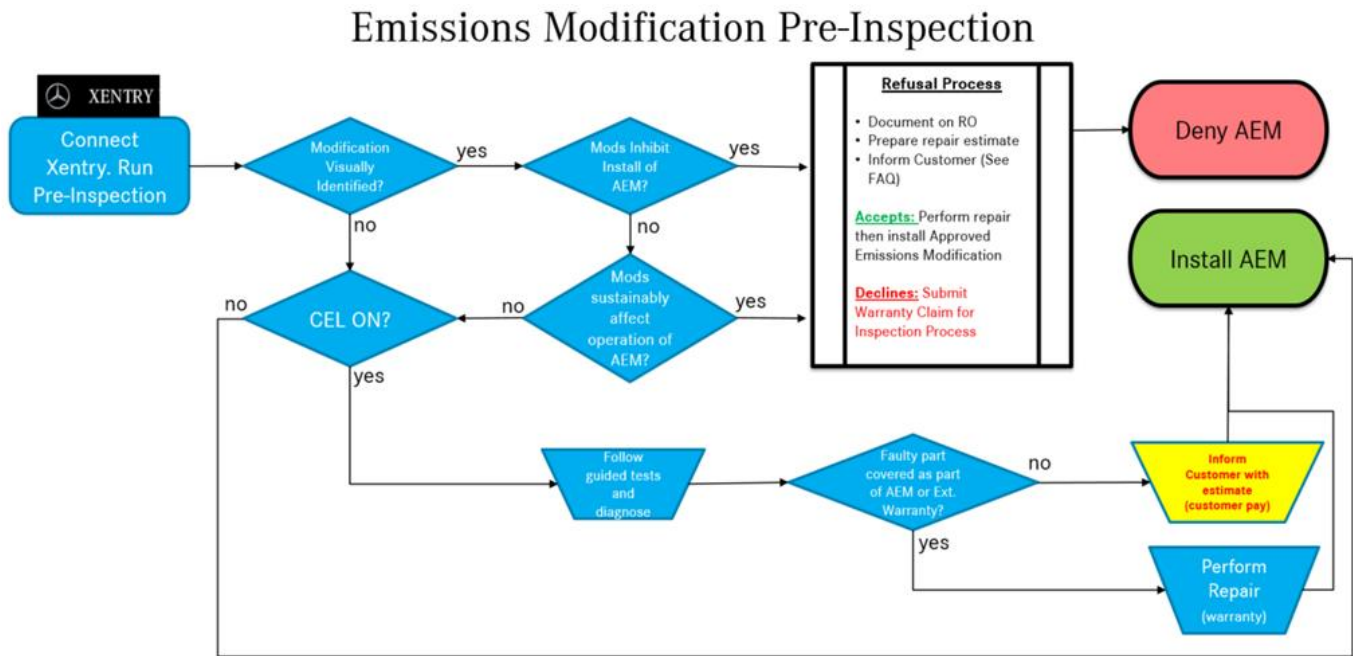 Emissions Modification Pre-Inspection
XENTRY
Connect
Xentry. Run
Pre-Inspection
Modification
Visually
Identified?
yes
no
Mods Inhibit
Install of
AEM?
yes
no
Refusal Process
• Document on RO
• Prepare repair estimate
• Inform Customer (See
FAQ)
Accepts: Perform repair
then install Approved
Emissions Modification
Declines: Submit
Warranty Claim for
Inspection Process
Deny AEM
Install AEM
no
CEL ON?
yes
no
Mods
sustainably
affect
operation of
AEM?
yes
Follow
guided tests
and
diagnose
Faulty part
covered as part
of AEM or Ext.
Warranty?
no
yes
Inform
Customer with
estimate
(customer pay)
Perform
Repair
(warranty)